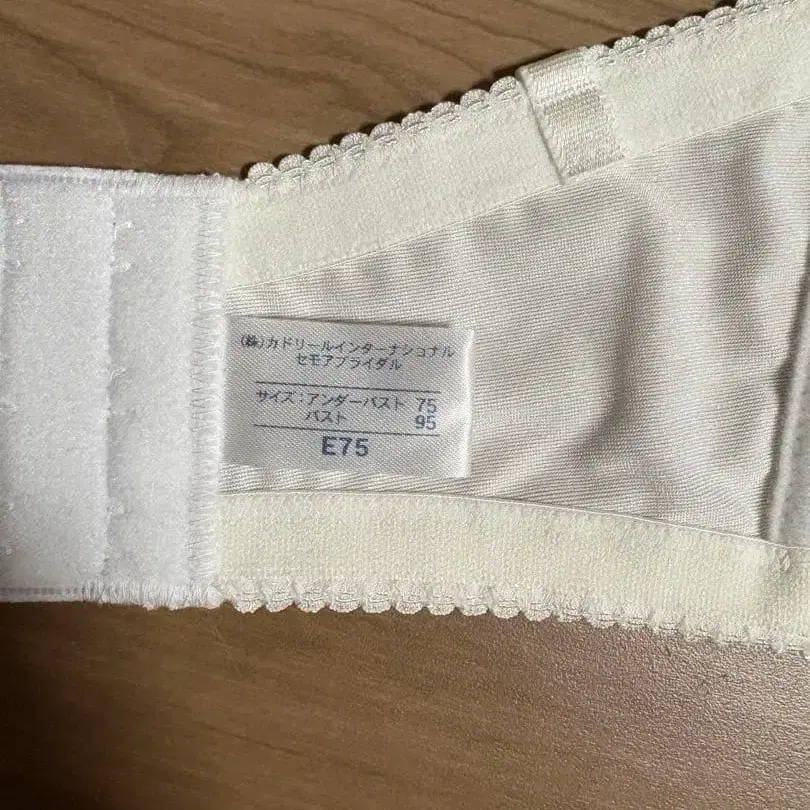 (株)カドリールインターナショナル
セモアブライダル
サイズ:アンダーバスト 75
バスト 95
E75